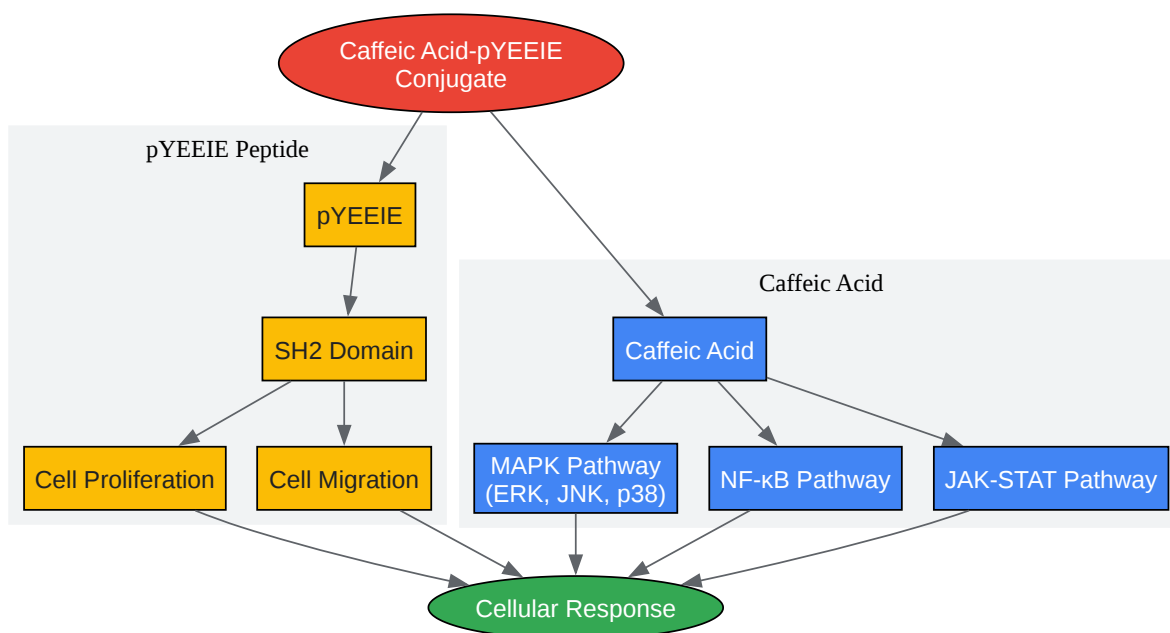 Caffeic Acid-pYEEIE
Conjugate
pYEEIE Peptide
pYEEIE
SH2 Domain
Cell Proliferation
Cell Migration
Caffeic Acid
Caffeic Acid
MAPK Pathway
(ERK, JNK, p38)
NF-κB Pathway
JAK-STAT Pathway
Cellular Response